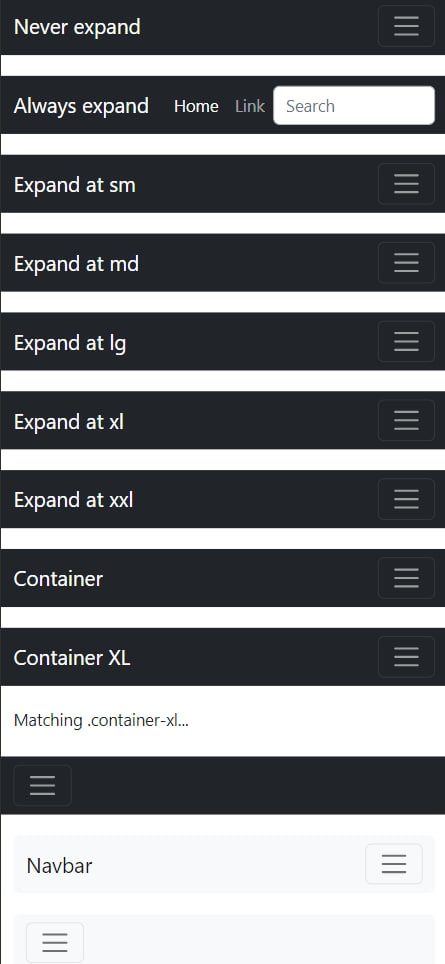 Never expand
Always expand Home Link Search
Expand at sm
Expand at md
Expand at lg
Expand at xl
Expand at xxl
Container
Container XL
Matching .container-xl...
Navbar